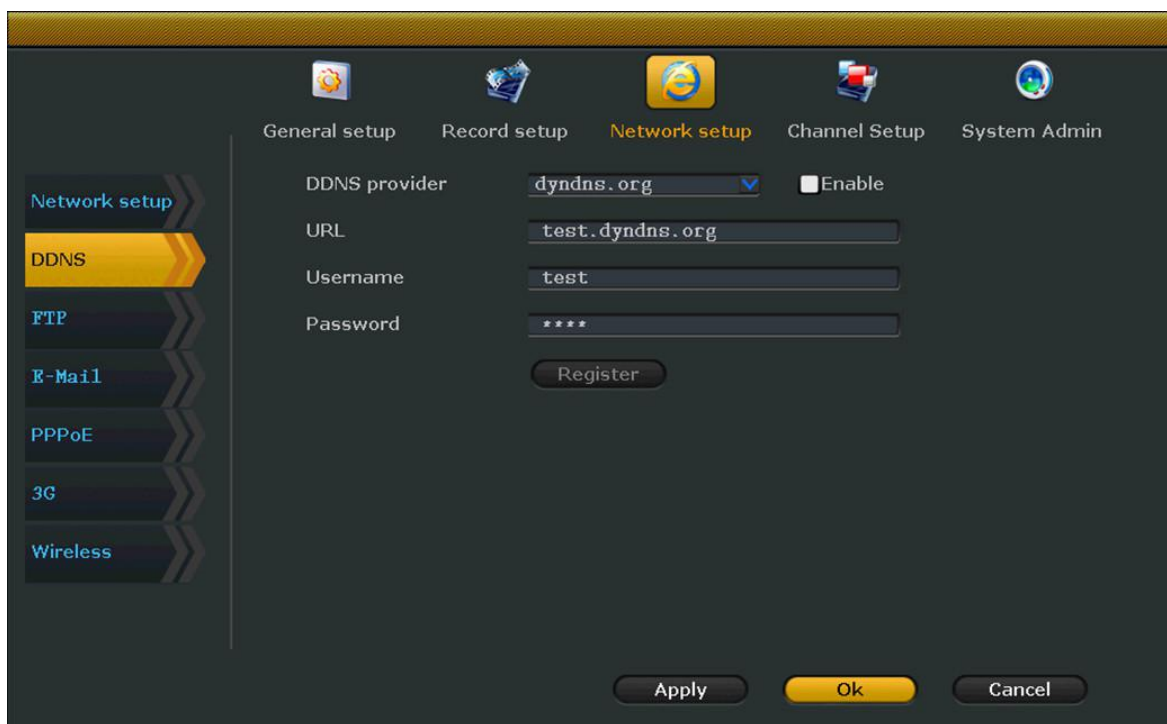 General setup Record setup Network setup Channel Setup System Admin
Network setup
DDNS
FTP
E-Mail
PPPoE
3G
Wireless
DDNS provider dyndns.org Enable
URL test.dyndns.org
Username test
Password ****
Register
Apply Ok Cancel